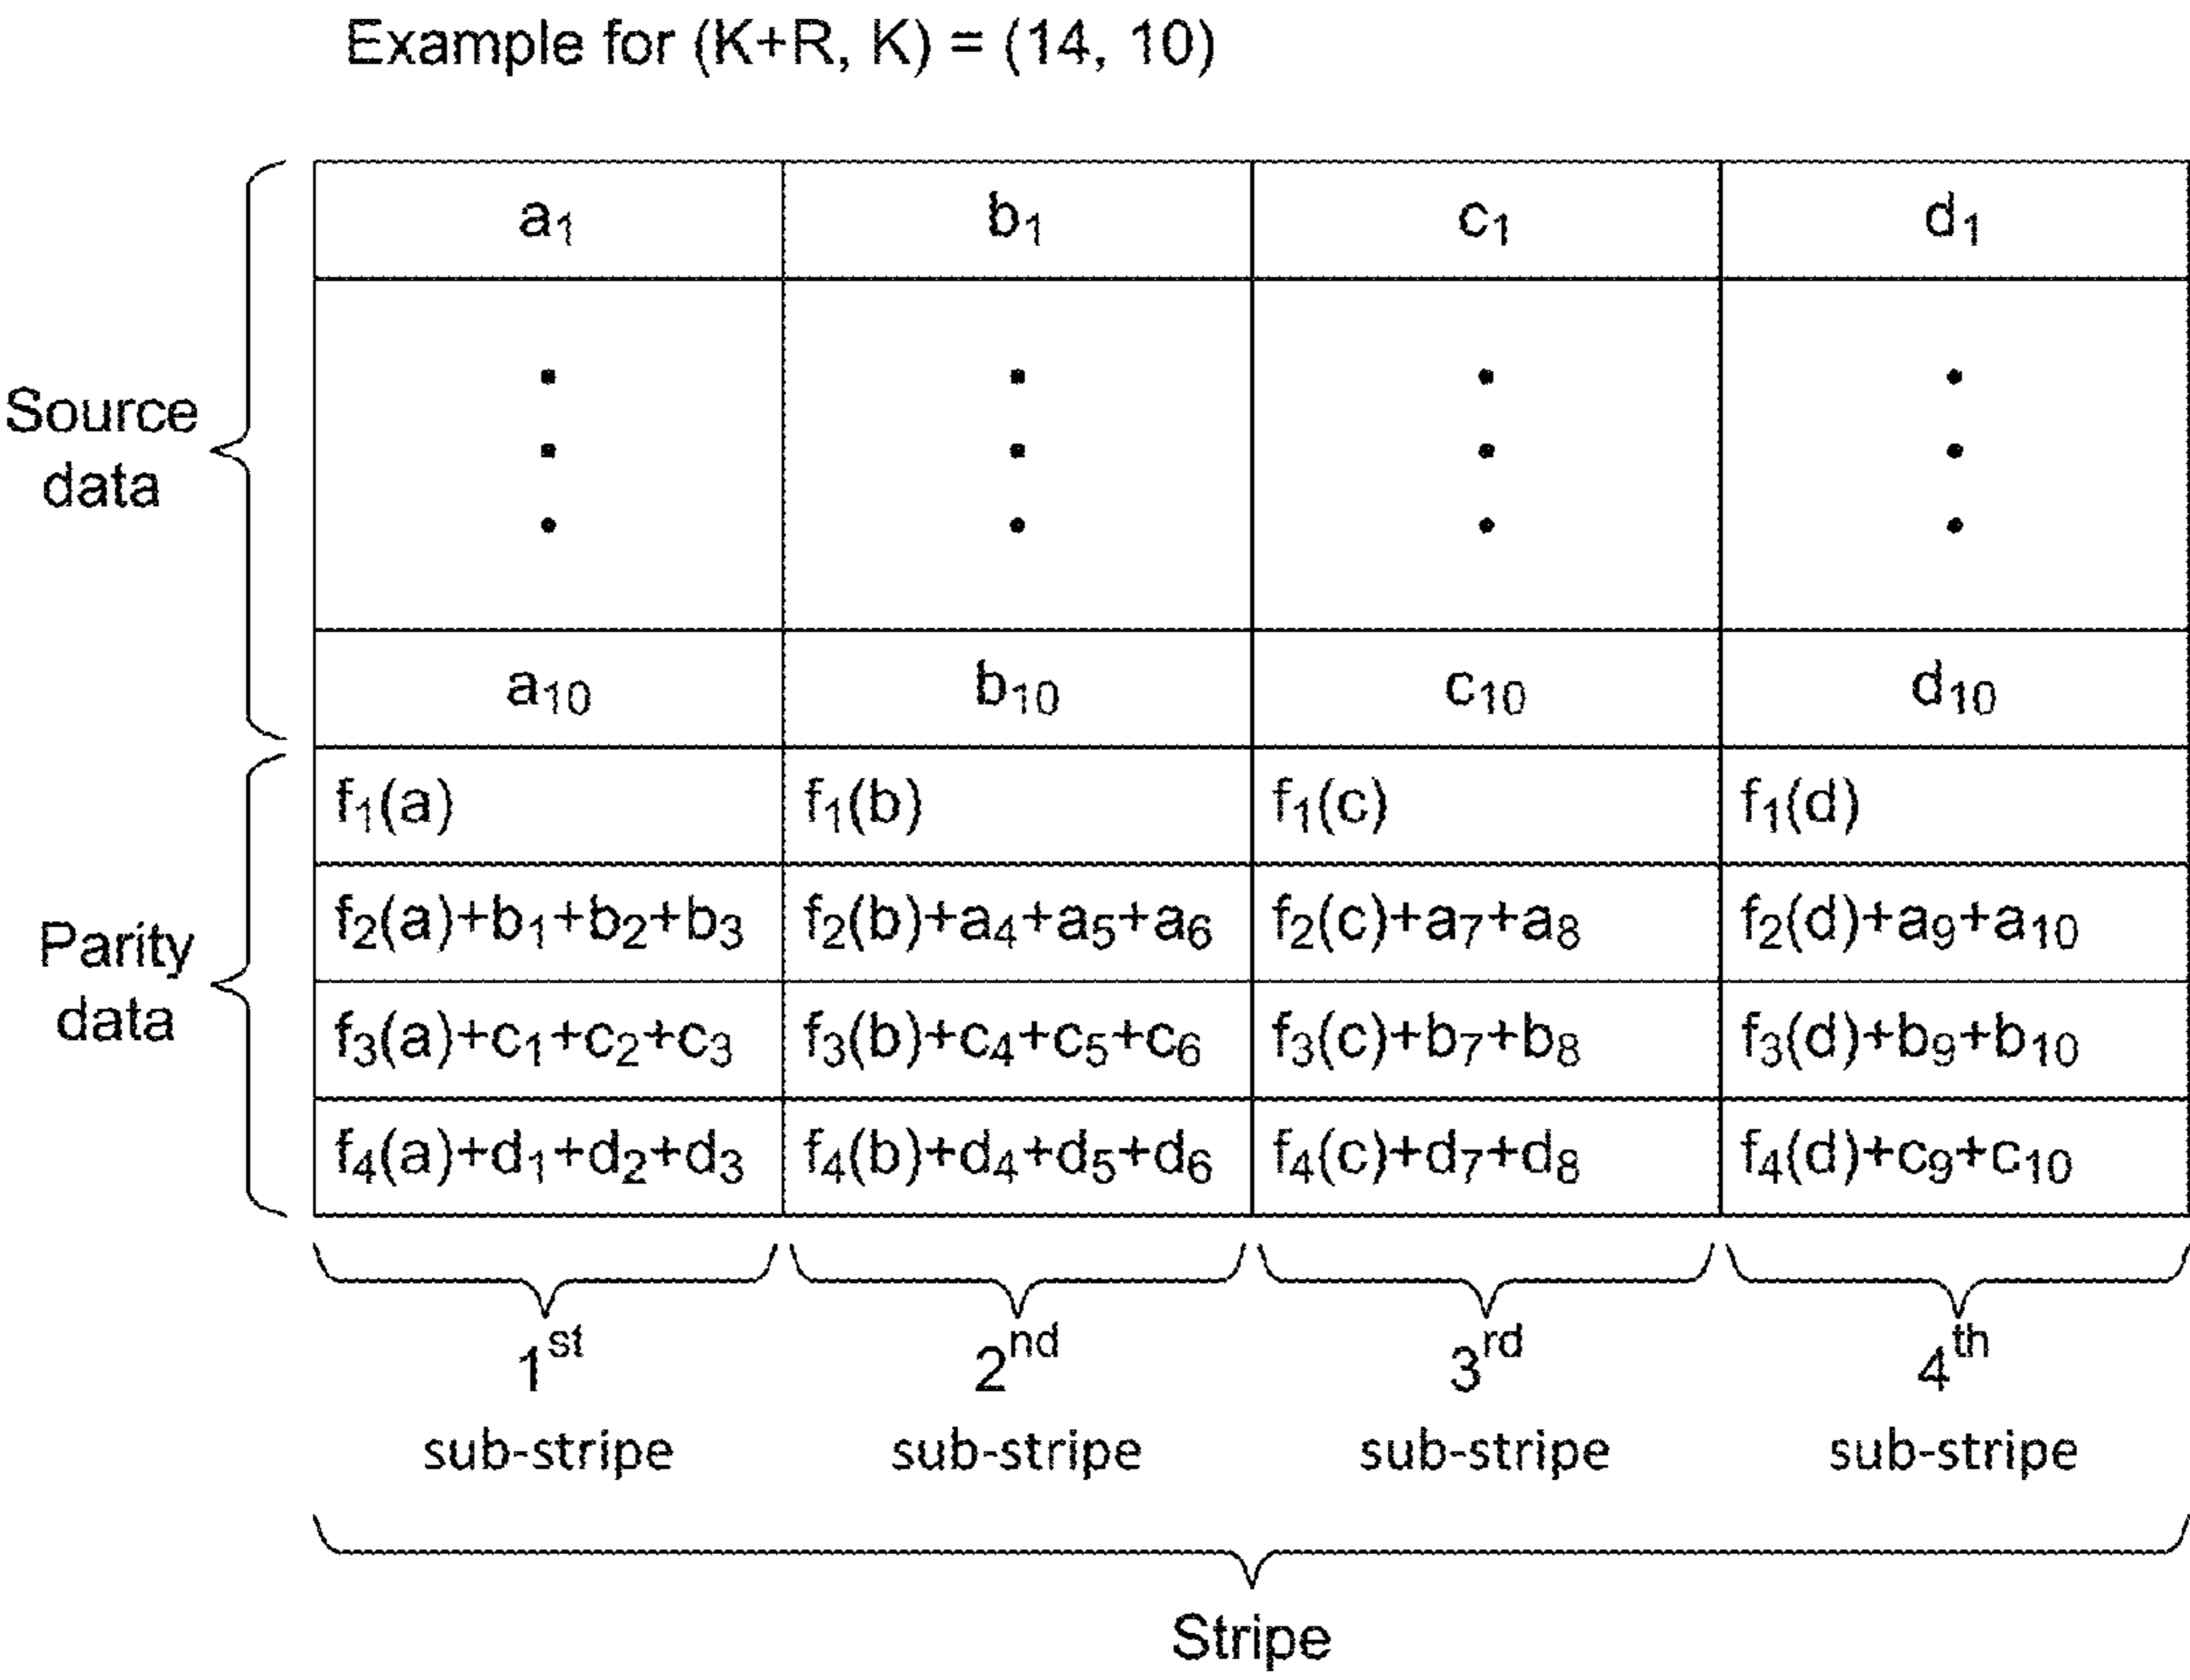 Example for (K+R, K) = (14, 10)
Source data
a₁ b₁ c₁ d₁
a₁₀ b₁₀ c₁₀ d₁₀
Parity data
f₁(a) f₁(b) f₁(c) f₁(d)
f₂(a)+b₁+b₂+b₃ f₂(b)+a₄+a₅+a₆ f₂(c)+a₇+a₈ f₂(d)+a₉+a₁₀
f₃(a)+c₁+c₂+c₃ f₃(b)+c₄+c₅+c₆ f₃(c)+b₇+b₈ f₃(d)+b₉+b₁₀
f₄(a)+d₁+d₂+d₃ f₄(b)+d₄+d₅+d₆ f₄(c)+d₇+d₈ f₄(d)+c₉+c₁₀
1st 2nd 3rd 4th
sub-stripe sub-stripe sub-stripe sub-stripe
Stripe